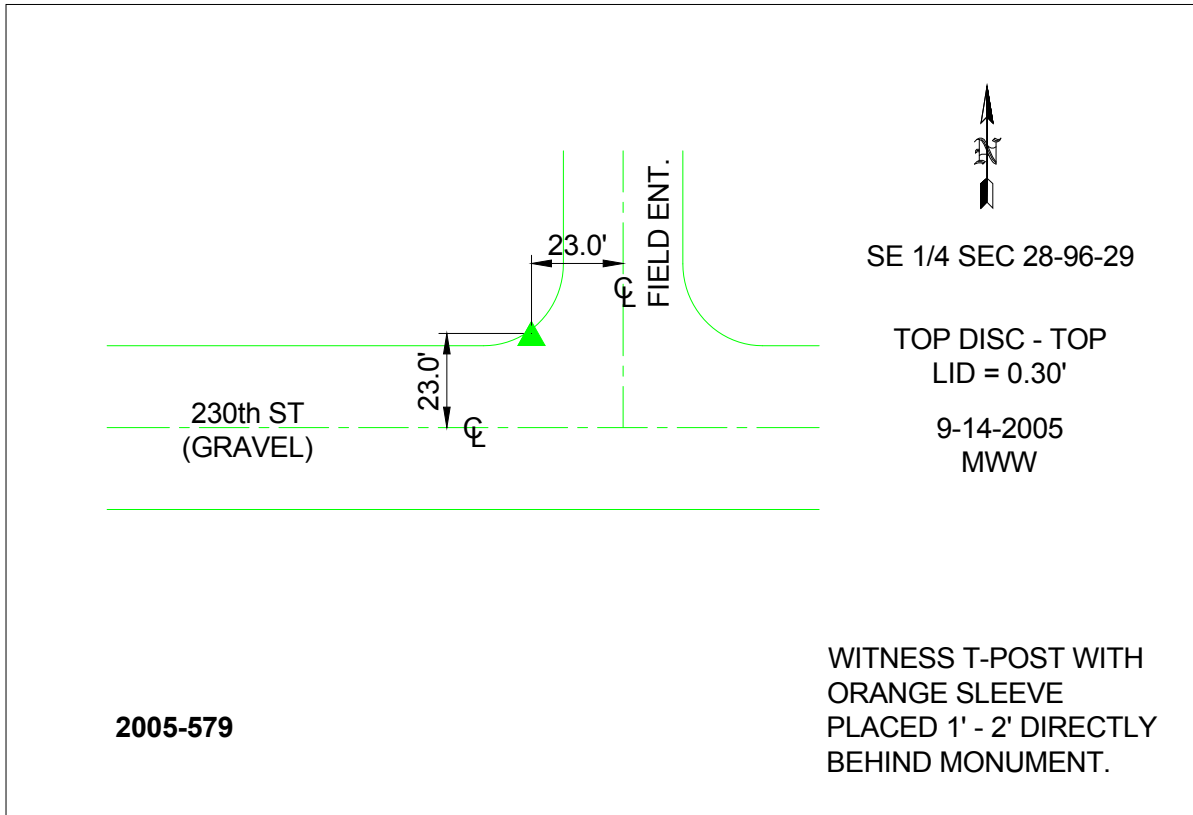 N
SE 1/4 SEC 28-96-29
TOP DISC - TOP
LID = 0.30'
9-14-2005
MWW
FIELD ENT.
23.0'
℄
23.0'
230th ST
(GRAVEL)
℄
2005-579
WITNESS T-POST WITH
ORANGE SLEEVE
PLACED 1' - 2' DIRECTLY
BEHIND MONUMENT.